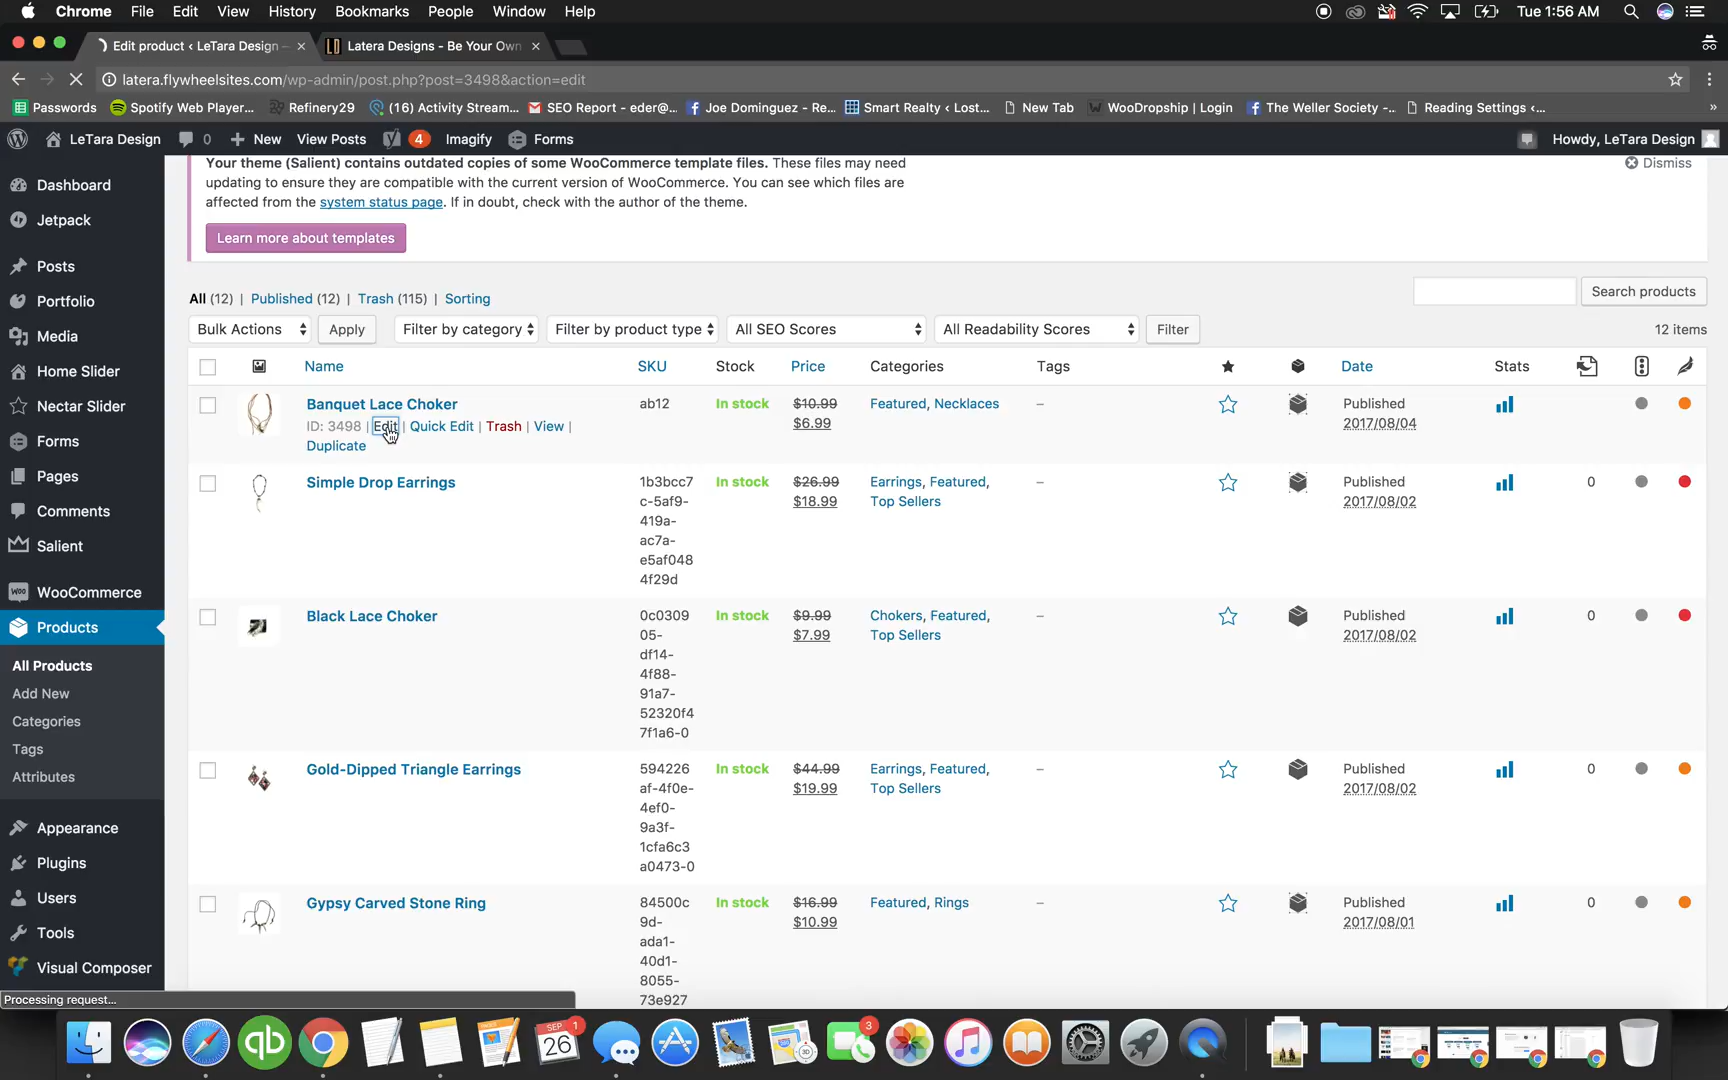 Chrome File Edit View History Bookmarks People Window Help Tue 1:56 AM
Edit product ‹ LeTara Design – Latera Designs - Be Your Own
latera.flywheelsites.com/wp-admin/post.php?post=3498&action=edit
Passwords Spotify Web Player... Refinery29 (16) Activity Stream... SEO Report - eder@... Joe Dominguez - Re... Smart Realty ‹ Lost... New Tab WooDropship | Login The Weller Society -... Reading Settings ‹... »
LeTara Design 0 New View Posts 4 Imagify Forms Howdy, LeTara Design
Your theme (Salient) contains outdated copies of some WooCommerce template files. These files may need
updating to ensure they are compatible with the current version of WooCommerce. You can see which files are
affected from the system status page. If in doubt, check with the author of the theme.
Dismiss
Learn more about templates
Dashboard
Jetpack
Posts
Portfolio
Media
Home Slider
Nectar Slider
Forms
Pages
Comments
Salient
WooCommerce
Products
All Products
Add New
Categories
Tags
Attributes
Appearance
Plugins
Users
Tools
Visual Composer
All (12) | Published (12) | Trash (115) | Sorting
Search products
Bulk Actions Apply Filter by category Filter by product type All SEO Scores All Readability Scores Filter 12 items
Name SKU Stock Price Categories Tags Date Stats
Banquet Lace Choker ab12 In stock $10.99 Featured, Necklaces – Published
ID: 3498 | Edit | Quick Edit | Trash | View | $6.99 2017/08/04
Duplicate
Simple Drop Earrings 1b3bcc7 In stock $26.99 Earrings, Featured, – Published 0
c-5af9- $18.99 Top Sellers 2017/08/02
419a-
ac7a-
e5af048
4f29d
Black Lace Choker 0c0309 In stock $9.99 Chokers, Featured, – Published 0
05- $7.99 Top Sellers 2017/08/02
df14-
4f88-
91a7-
52320f4
7f1a6-0
Gold-Dipped Triangle Earrings 594226 In stock $44.99 Earrings, Featured, – Published 0
af-4f0e- $19.99 Top Sellers 2017/08/02
4ef0-
9a3f-
1cfa6c3
a0473-0
Gypsy Carved Stone Ring 84500c In stock $16.99 Featured, Rings – Published 0
9d- $10.99 2017/08/01
ada1-
40d1-
8055-
73e927
Processing request...
SEP 26 1 3 3D